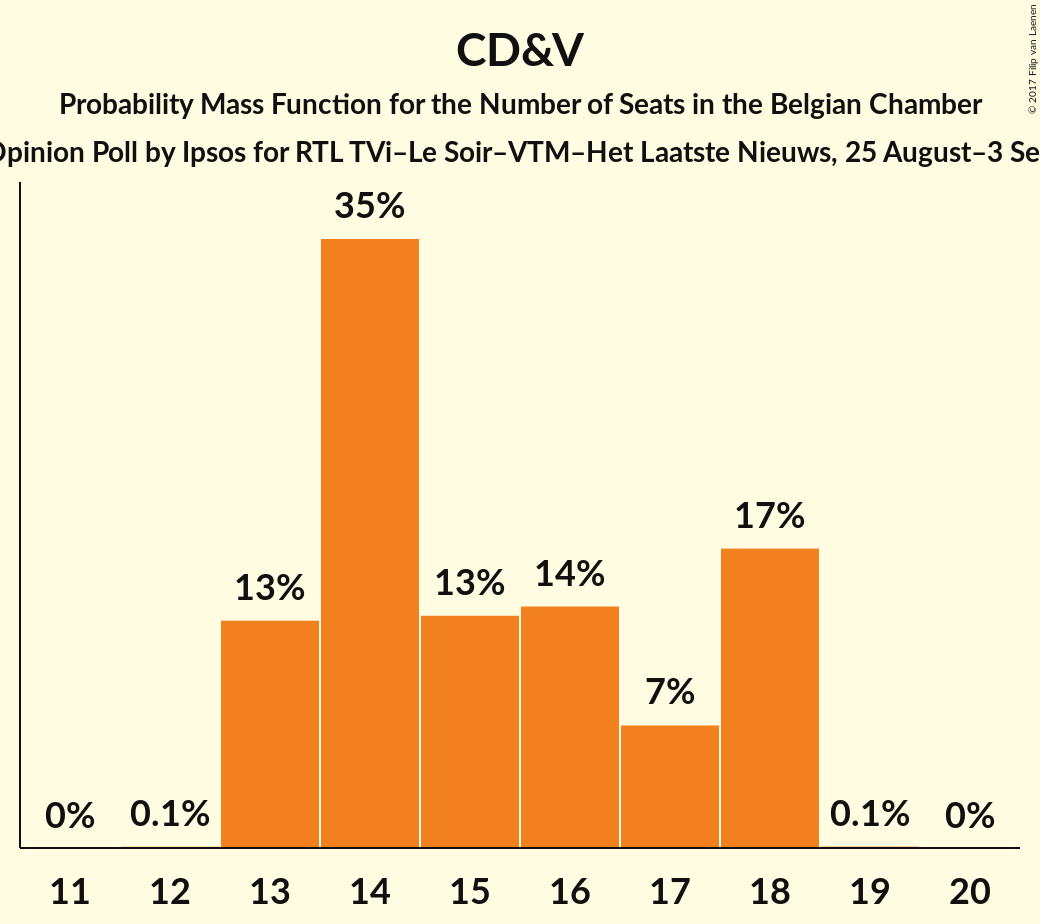 CD&V
Probability Mass Function for the Number of Seats in the Belgian Chamber
Opinion Poll by Ipsos for RTL TVi–Le Soir–VTM–Het Laatste Nieuws, 25 August–3 Se
© 2017 Filip van Laenen
35%
17%
14%
13%
13%
7%
0%
0.1%
0.1%
0%
11 12 13 14 15 16 17 18 19 20